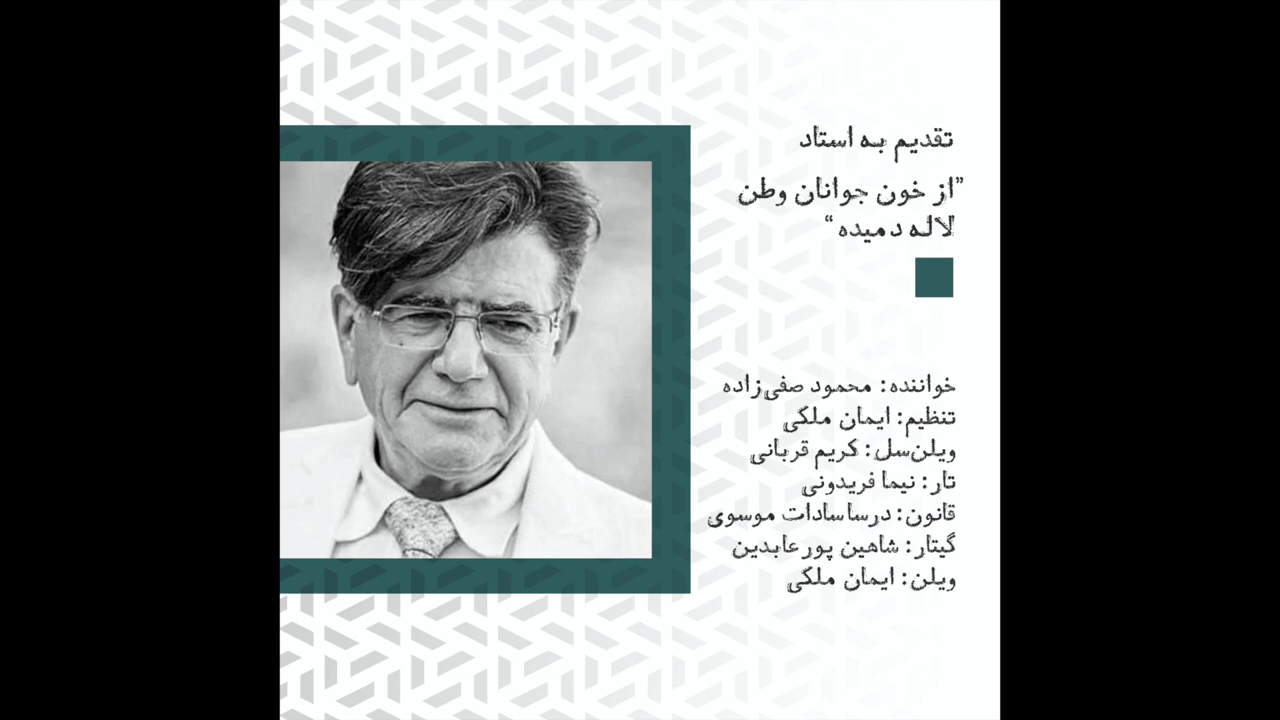 تقدیم به استاد
”از خون جوانان وطن
لاله دمیده“
خواننده: محمود صفی‌زاده
تنظیم: ایمان ملکی
ویلن‌سل: کریم قربانی
تار: نیما فریدونی
قانون: درساسادات موسوی
گیتار: شاهین پورعابدین
ویلن: ایمان ملکی